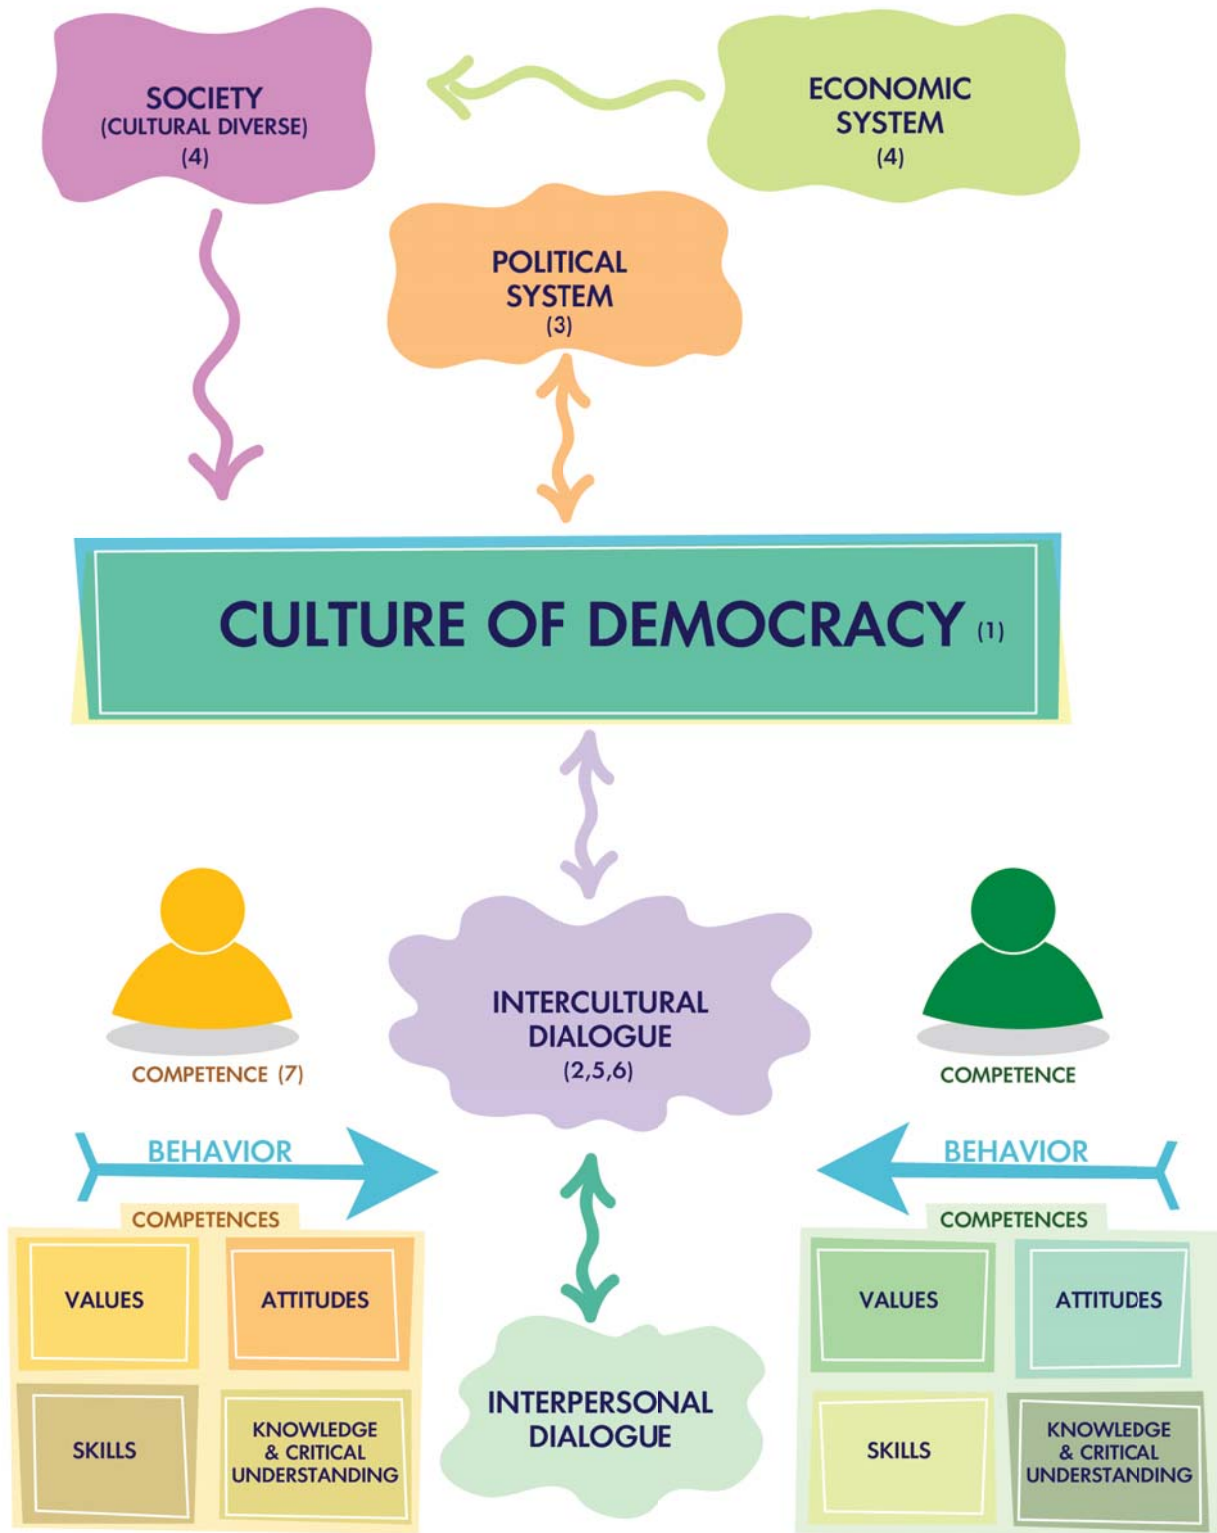 SOCIETY
(CULTURAL DIVERSE)
(4)
ECONOMIC
SYSTEM
(4)
POLITICAL
SYSTEM
(3)
CULTURE OF DEMOCRACY (1)
INTERCULTURAL
DIALOGUE
(2,5,6)
COMPETENCE (7)
COMPETENCE
BEHAVIOR
BEHAVIOR
COMPETENCES
VALUES
ATTITUDES
SKILLS
KNOWLEDGE
& CRITICAL
UNDERSTANDING
INTERPERSONAL
DIALOGUE
COMPETENCES
VALUES
ATTITUDES
SKILLS
KNOWLEDGE
& CRITICAL
UNDERSTANDING